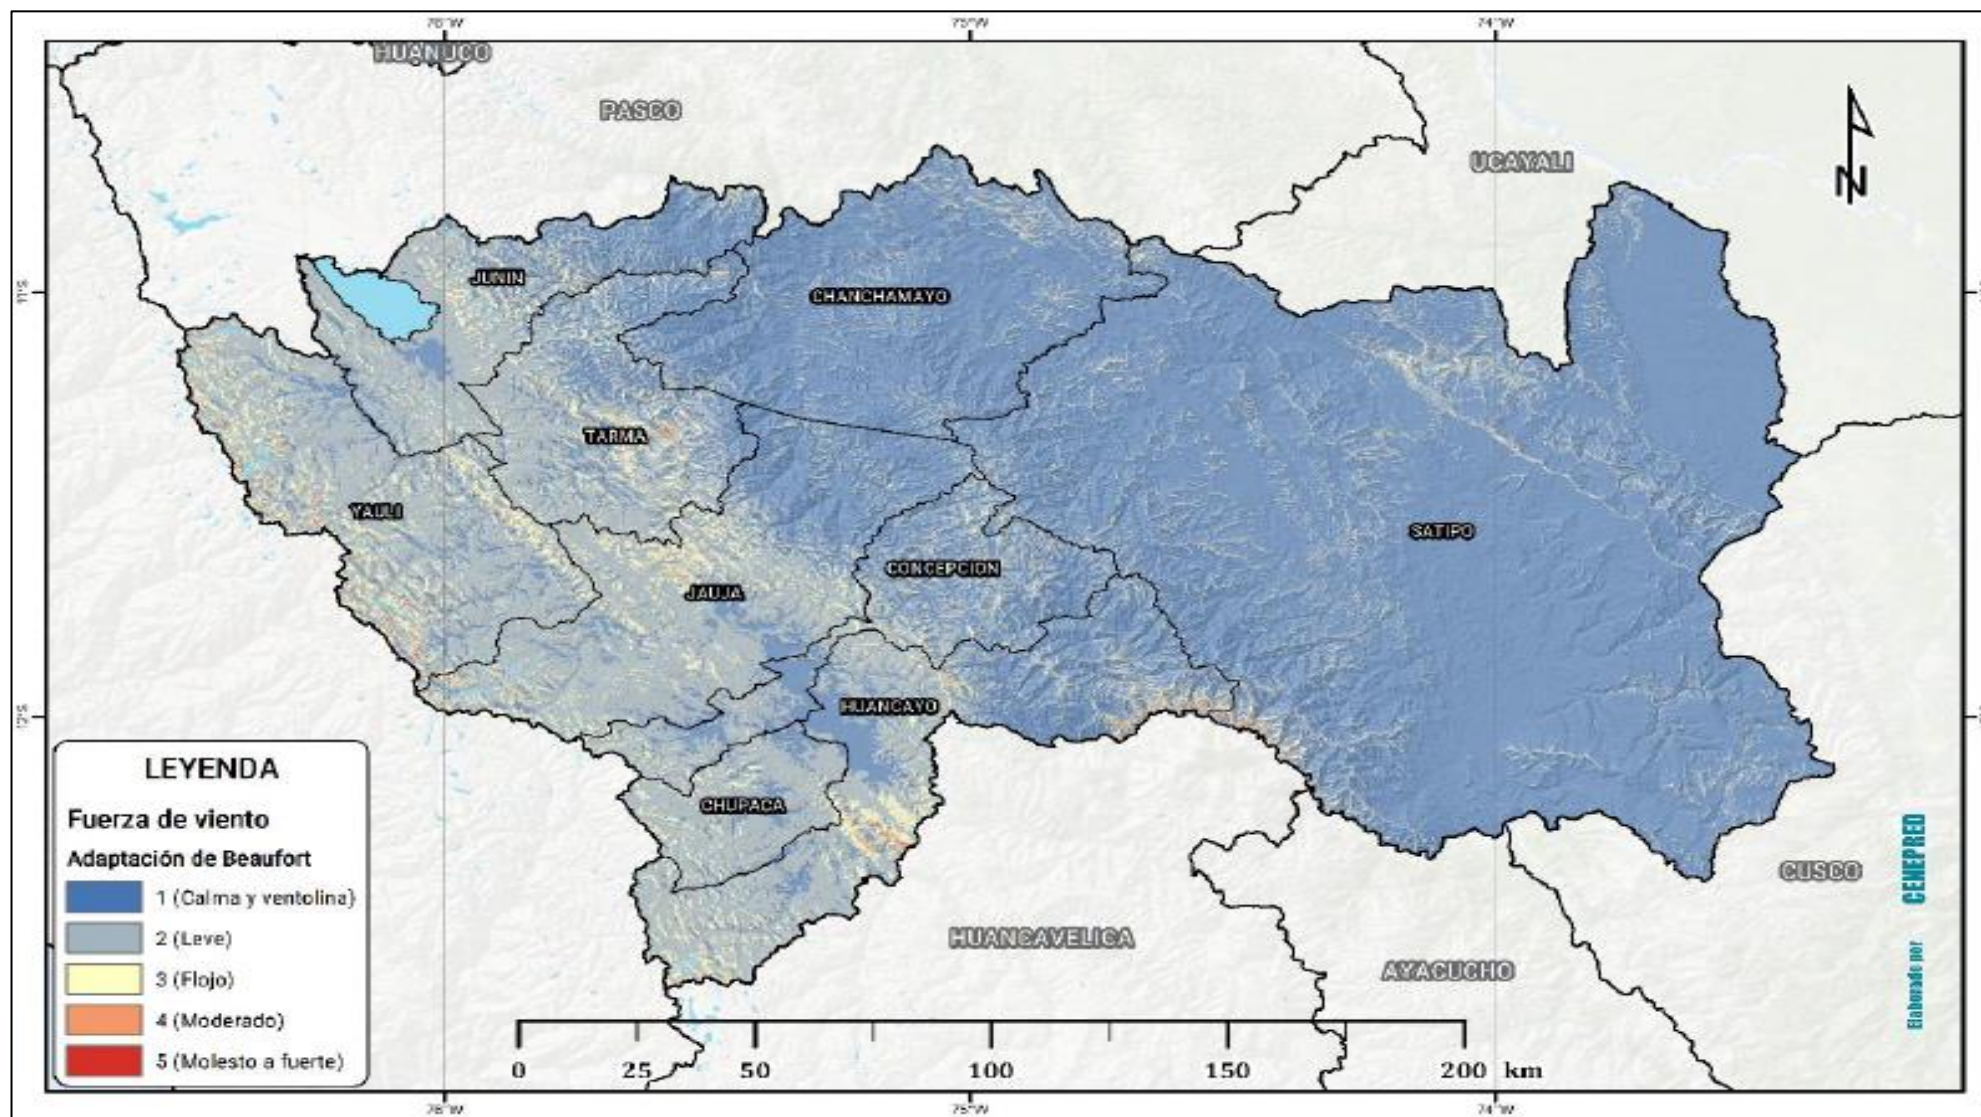 76°W 75°W 74°W
HUANUCO
PASCO
UCAYALI
N
JUNIN
CHANCHAMAYO
11°S
TARMA
YAULI
SATIPO
CONCEPCION
JAUJA
HUANCAYO
12°S
CHUPACA
CUSCO
HUANCAVELICA
AYACUCHO
LEYENDA
Fuerza de viento
Adaptación de Beaufort
1 (Calma y ventolina)
2 (Leve)
3 (Flojo)
4 (Moderado)
5 (Molesto a fuerte)
0 25 50 100 150 200 km
Elaborado por CENEPRED
76°W 75°W 74°W